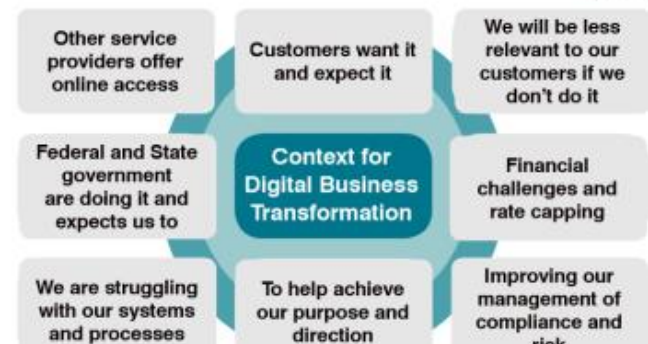 Other service
providers offer
online access
Customers want it
and expect it
We will be less
relevant to our
customers if we
don't do it
Federal and State
government
are doing it and
expects us to
Context for
Digital Business
Transformation
Financial
challenges and
rate capping
We are struggling
with our systems
and processes
To help achieve
our purpose and
direction
Improving our
management of
compliance and
risk